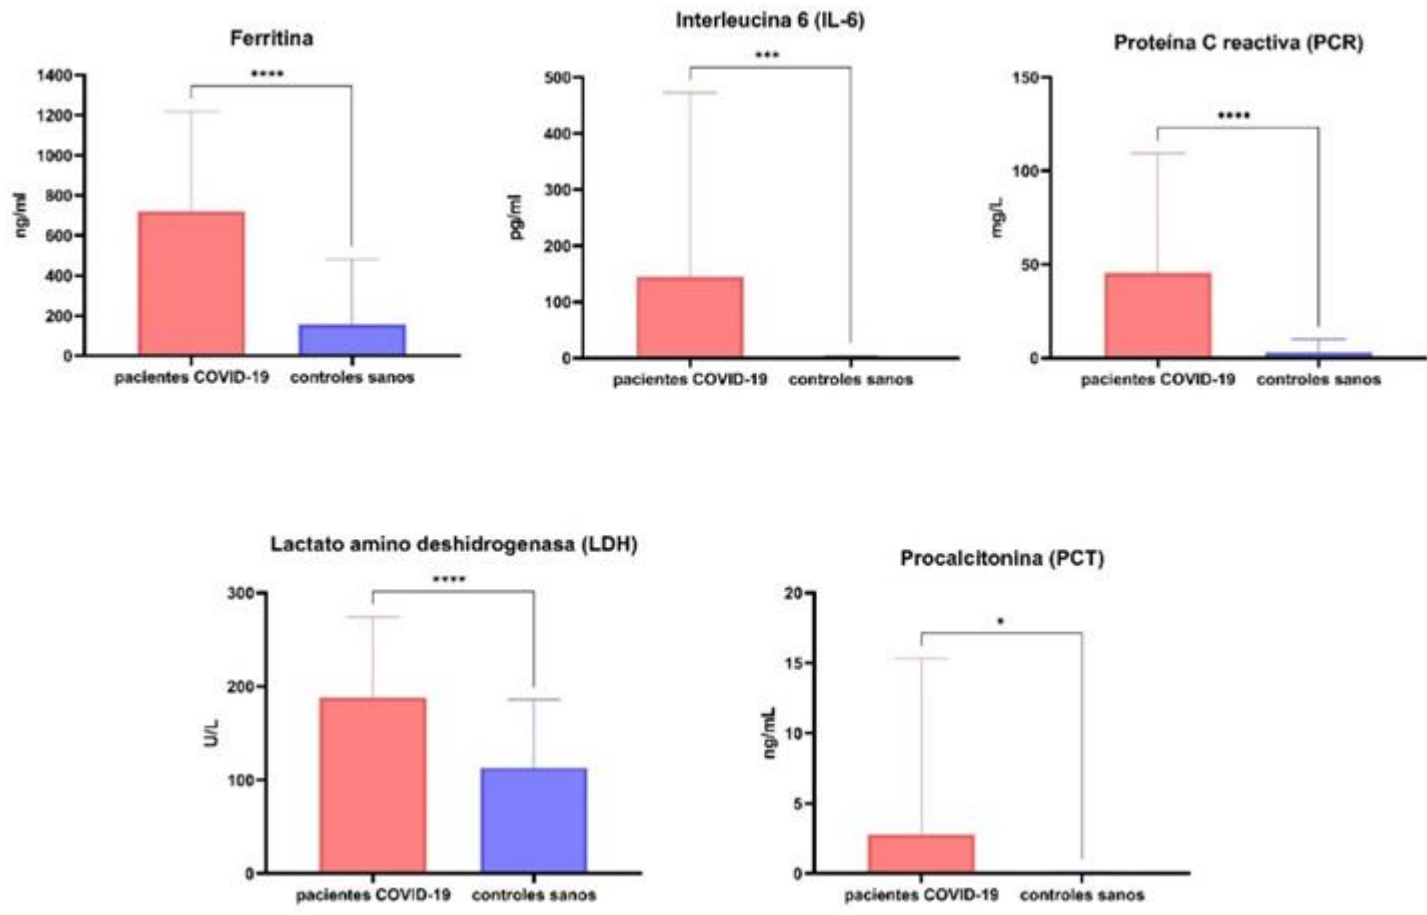 Ferritina
****
1400
1200
1000
800
600
400
200
0
ng/ml
pacientes COVID-19 controles sanos
Interleucina 6 (IL-6)
***
500
400
300
200
100
0
pg/ml
pacientes COVID-19 controles sanos
Proteína C reactiva (PCR)
****
150
100
50
0
mg/L
pacientes COVID-19 controles sanos
Lactato amino deshidrogenasa (LDH)
****
300
200
100
0
U/L
pacientes COVID-19 controles sanos
Procalcitonina (PCT)
*
20
15
10
5
0
ng/mL
pacientes COVID-19 controles sanos